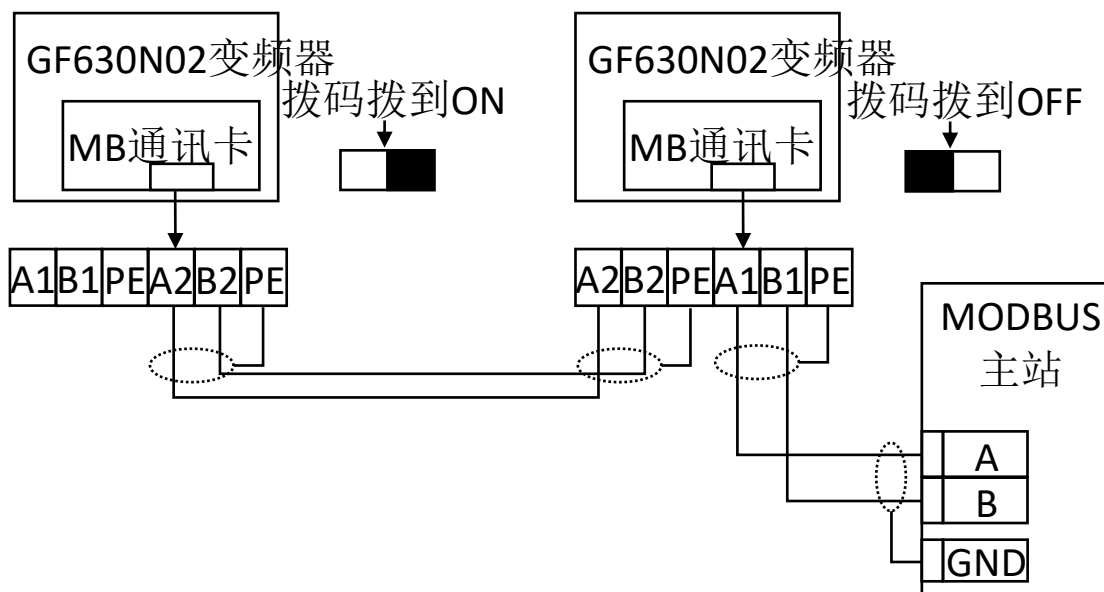 GF630N02变频器
拨码拨到ON
MB通讯卡
A1 B1 PE A2 B2 PE
GF630N02变频器
拨码拨到OFF
MB通讯卡
A2 B2 PE A1 B1 PE
MODBUS
主站
A
B
GND